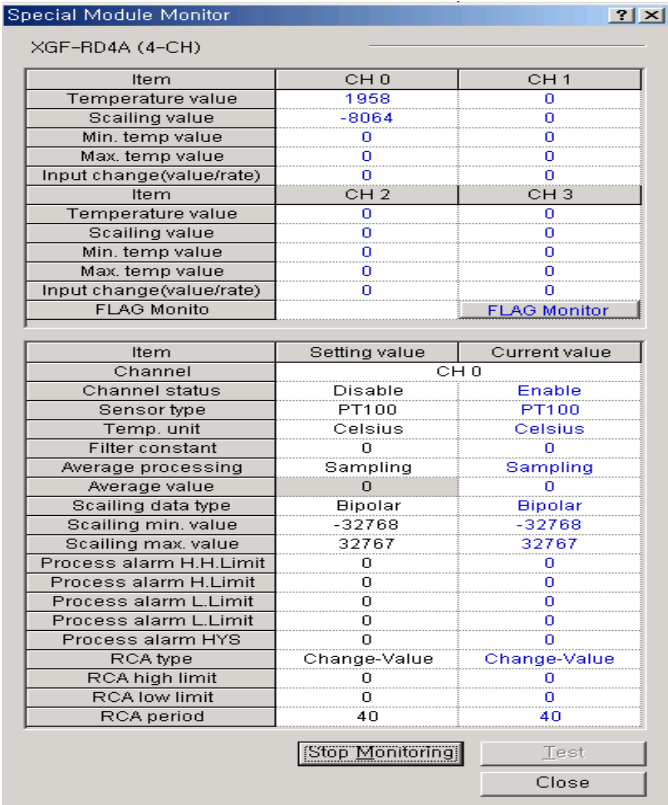 Special Module Monitor ? ×
XGF-RD4A (4-CH)
Item CH 0 CH 1
Temperature value 1958 0
Scailing value -8064 0
Min. temp value 0 0
Max. temp value 0 0
Input change(value/rate) 0 0
Item CH 2 CH 3
Temperature value 0 0
Scailing value 0 0
Min. temp value 0 0
Max. temp value 0 0
Input change(value/rate) 0 0
FLAG Monito FLAG Monitor
Item Setting value Current value
Channel CH 0
Channel status Disable Enable
Sensor type PT100 PT100
Temp. unit Celsius Celsius
Filter constant 0 0
Average processing Sampling Sampling
Average value 0 0
Scailing data type Bipolar Bipolar
Scailing min. value -32768 -32768
Scailing max. value 32767 32767
Process alarm H.H.Limit 0 0
Process alarm H.Limit 0 0
Process alarm L.Limit 0 0
Process alarm L.Limit 0 0
Process alarm HYS 0 0
RCA type Change-Value Change-Value
RCA high limit 0 0
RCA low limit 0 0
RCA period 40 40
Stop Monitoring Test
Close